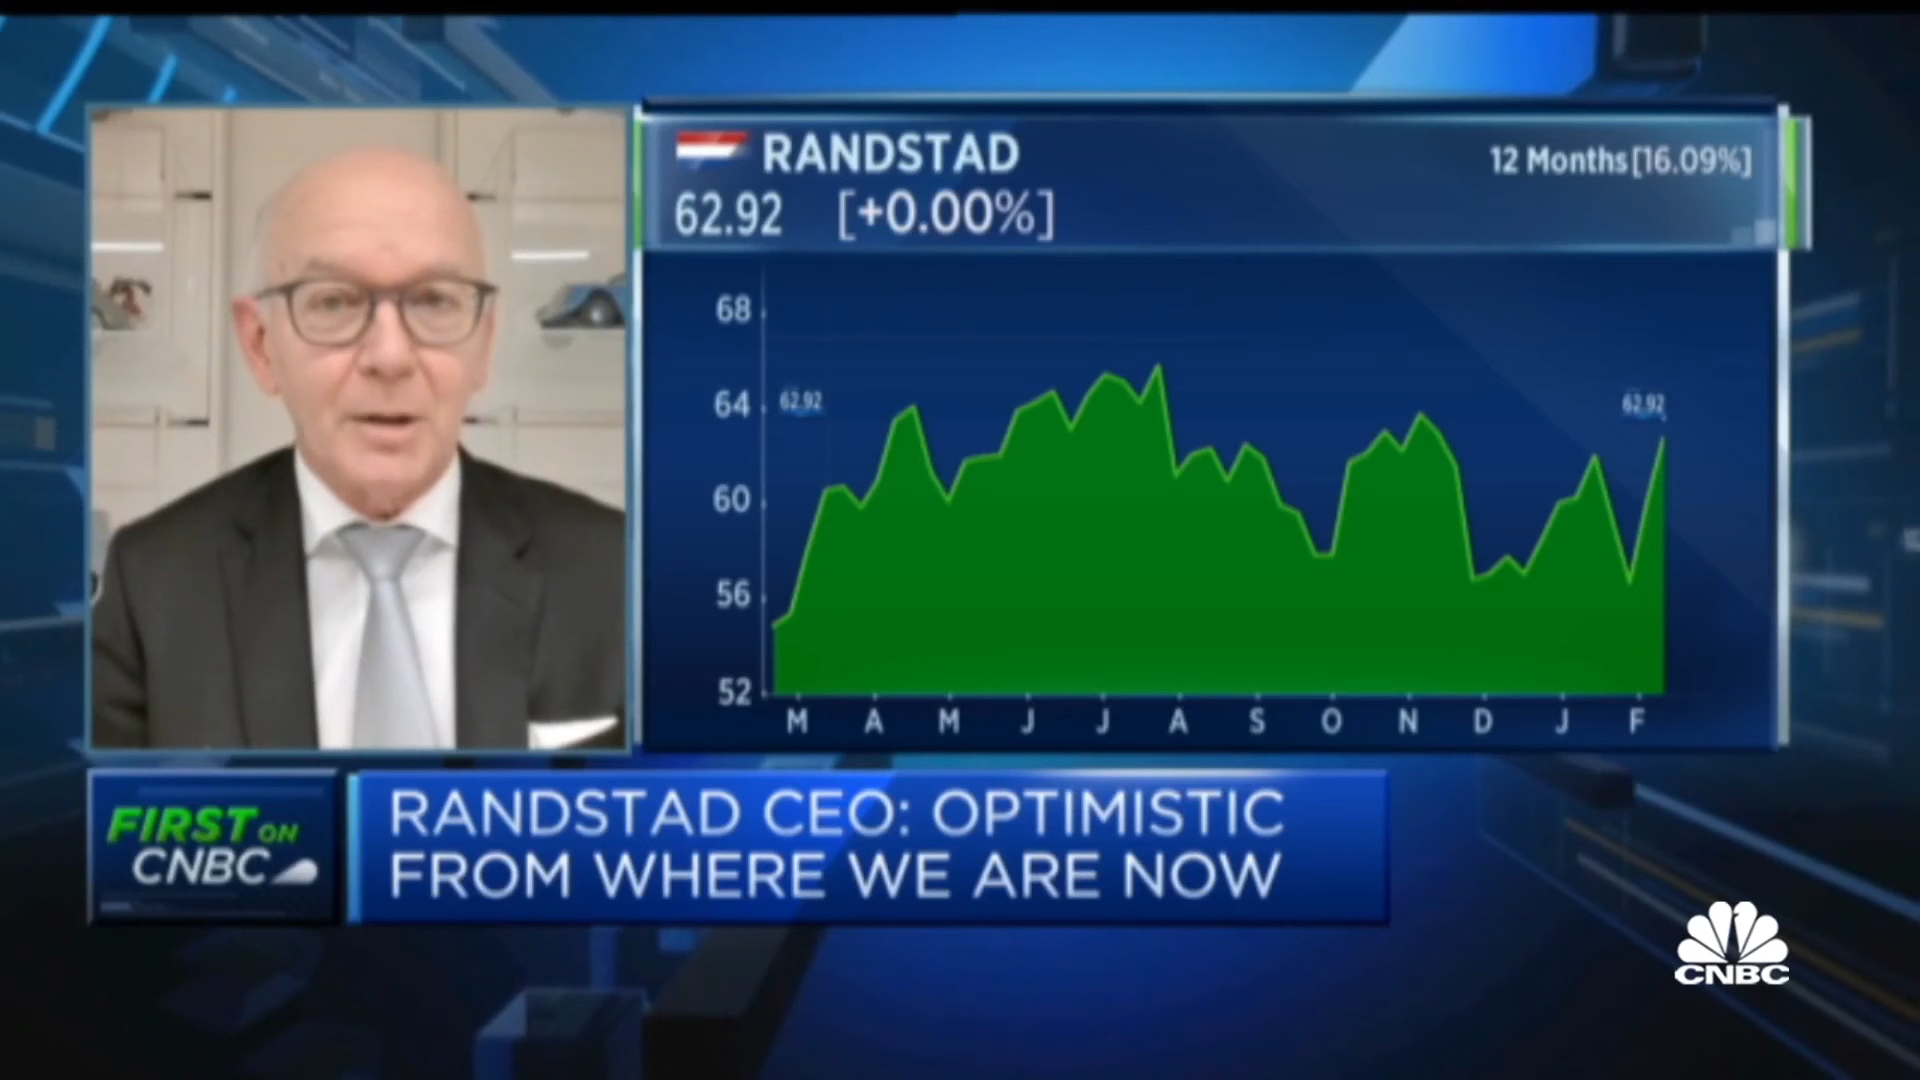 RANDSTAD
12 Months[16.09%]
62.92 [+0.00%]
68
64
60
56
52
62.92
62.92
M A M J J A S O N D J F
FIRST ON
CNBC
RANDSTAD CEO: OPTIMISTIC
FROM WHERE WE ARE NOW
CNBC